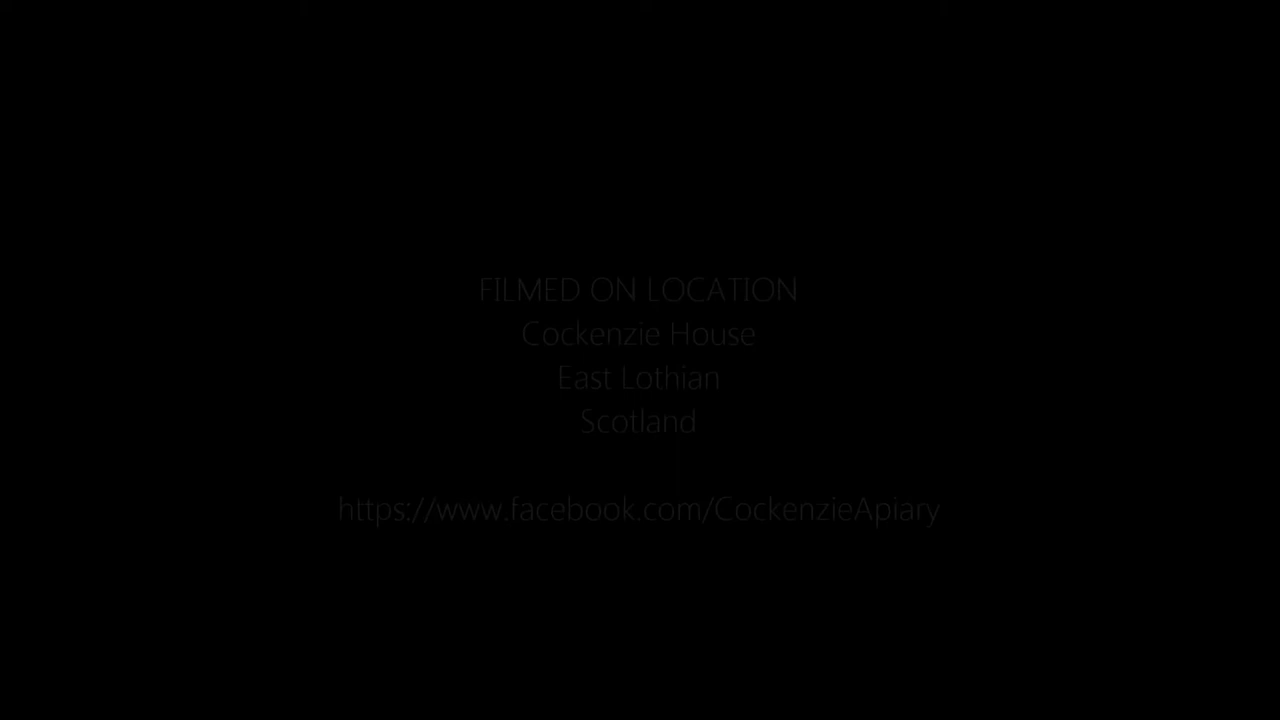 FILMED ON LOCATION
Cockenzie House
East Lothian
Scotland
https://www.facebook.com/CockenzieApiary